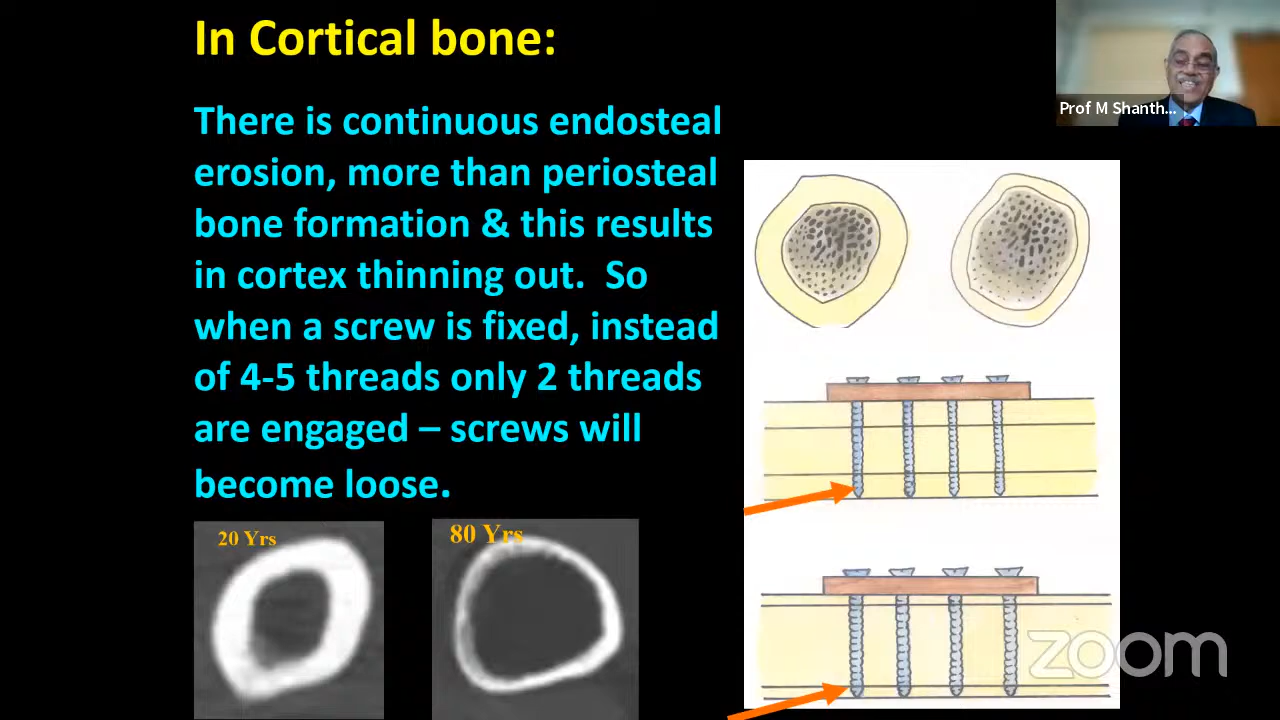 In Cortical bone:
There is continuous endosteal
erosion, more than periosteal
bone formation & this results
in cortex thinning out. So
when a screw is fixed, instead
of 4-5 threads only 2 threads
are engaged – screws will
become loose.
20 Yrs
80 Yrs
Prof M Shanth...
zoom